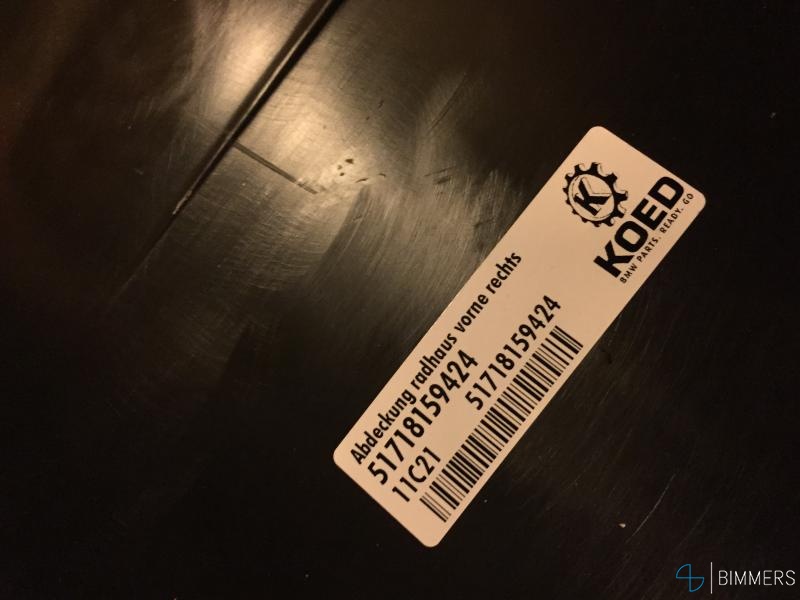 K
KOED
BMW PARTS. READY. GO
Abdeckung radhaus vorne rechts
51718159424
51718159424
11C21
BIMMERS